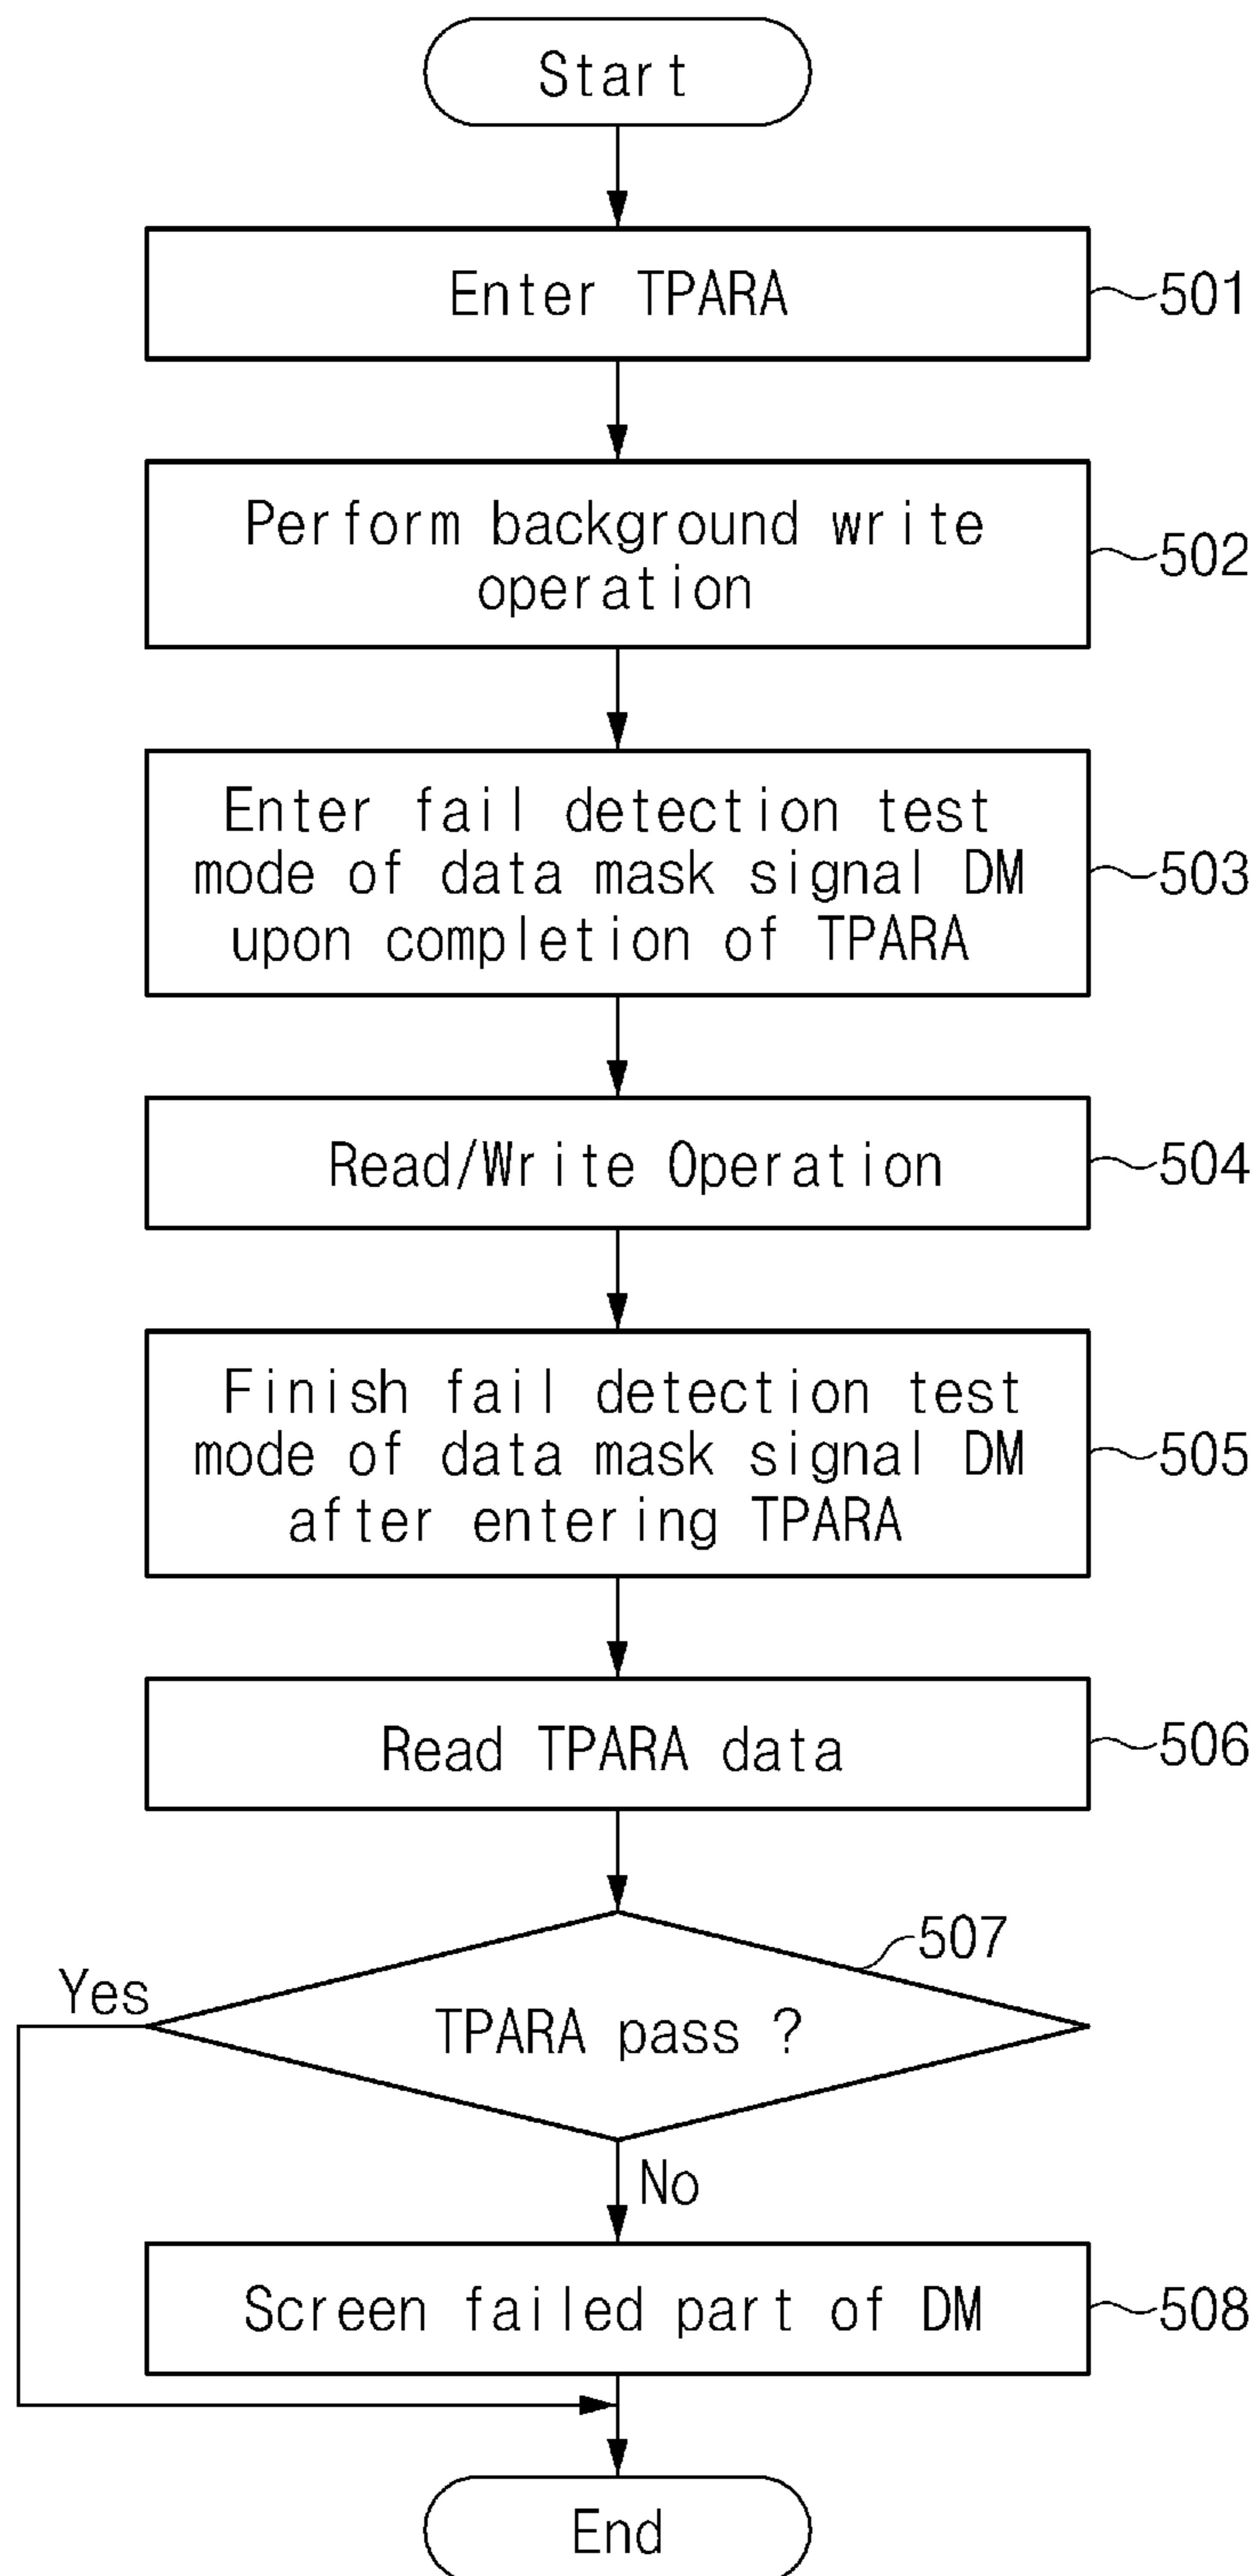 Start
Enter TPARA
501
Perform background write
operation
502
Enter fail detection test
mode of data mask signal DM
upon completion of TPARA
503
Read/Write Operation
504
Finish fail detection test
mode of data mask signal DM
after entering TPARA
505
Read TPARA data
506
507
Yes
TPARA pass ?
No
Screen failed part of DM
508
End